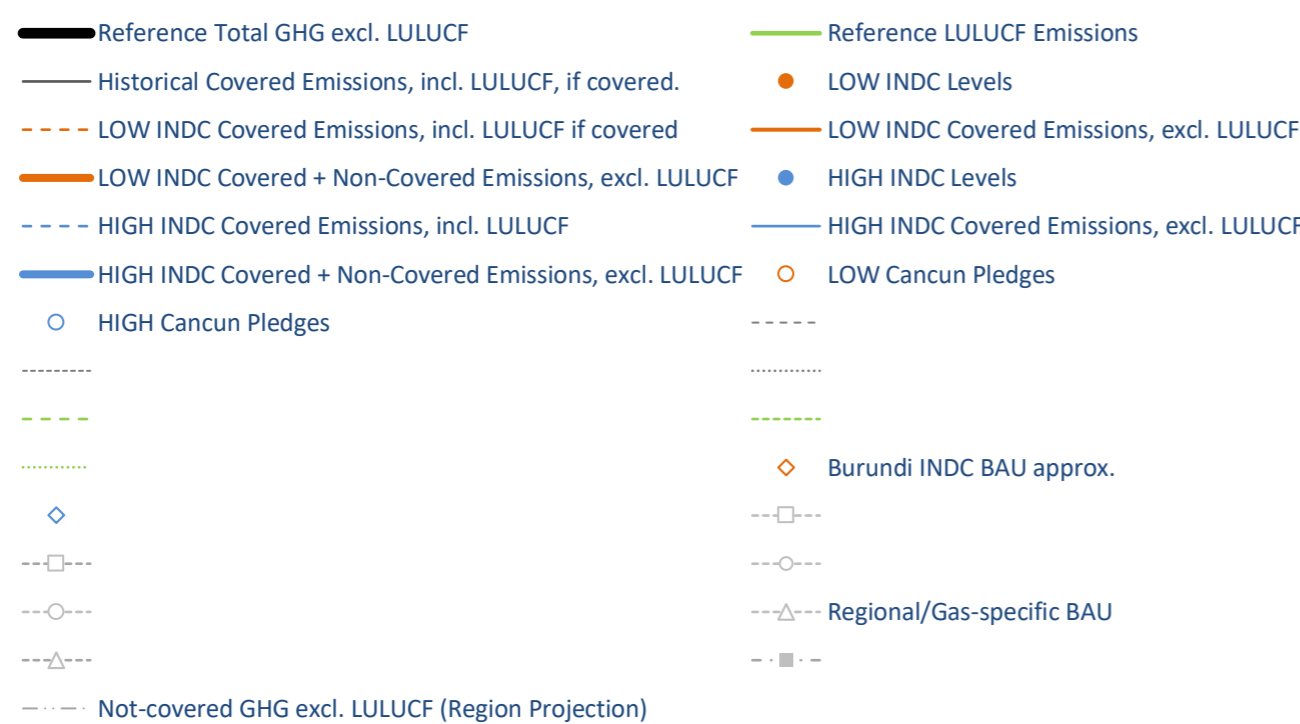 Reference Total GHG excl. LULUCF
Reference LULUCF Emissions
Historical Covered Emissions, incl. LULUCF, if covered.
LOW INDC Levels
LOW INDC Covered Emissions, incl. LULUCF if covered
LOW INDC Covered Emissions, excl. LULUCF
LOW INDC Covered + Non-Covered Emissions, excl. LULUCF
HIGH INDC Levels
HIGH INDC Covered Emissions, incl. LULUCF
HIGH INDC Covered Emissions, excl. LULUCF
HIGH INDC Covered + Non-Covered Emissions, excl. LULUCF
LOW Cancun Pledges
HIGH Cancun Pledges
Burundi INDC BAU approx.
Regional/Gas-specific BAU
Not-covered GHG excl. LULUCF (Region Projection)